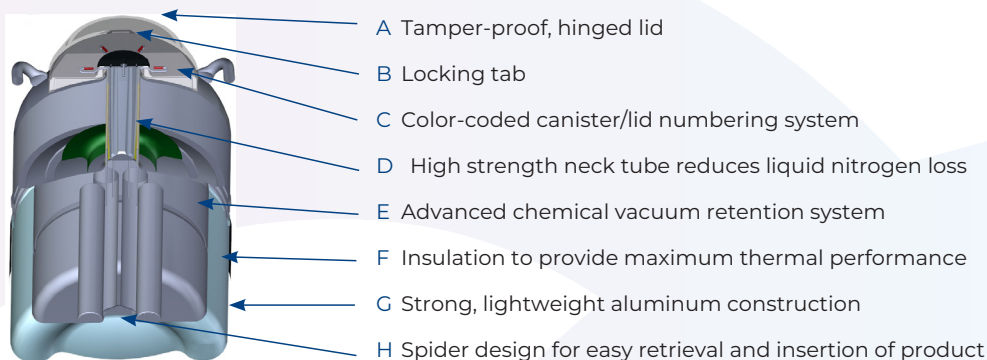 A Tamper-proof, hinged lid
B Locking tab
C Color-coded canister/lid numbering system
D High strength neck tube reduces liquid nitrogen loss
E Advanced chemical vacuum retention system
F Insulation to provide maximum thermal performance
G Strong, lightweight aluminum construction
H Spider design for easy retrieval and insertion of product